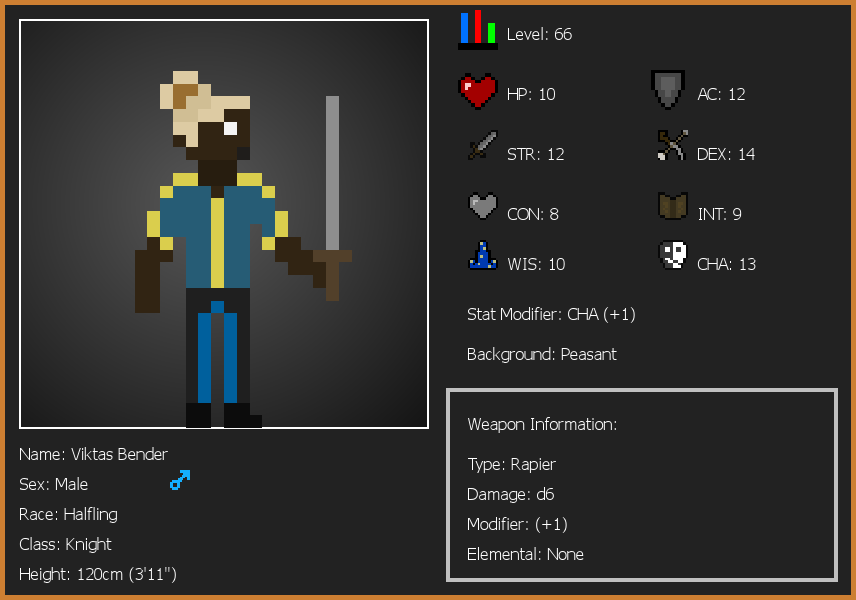 Level: 66
HP: 10
AC: 12
STR: 12
DEX: 14
CON: 8
INT: 9
WIS: 10
CHA: 13
Stat Modifier: CHA (+1)
Background: Peasant
Weapon Information:
Type: Rapier
Damage: d6
Modifier: (+1)
Elemental: None
Name: Viktas Bender
Sex: Male
Race: Halfling
Class: Knight
Height: 120cm (3'11")